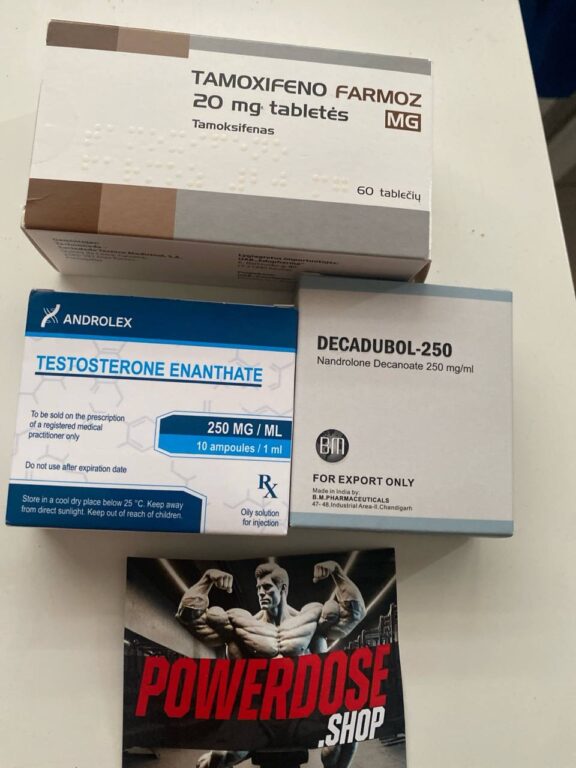 TAMOXIFENO FARMOZ
20 mg tabletės
MG
Tamoksifenas
60 tablečių
ANDROLEX
TESTOSTERONE ENANTHATE
To be sold on the prescription
of a registered medical
practitioner only
250 MG / ML
10 ampoules / 1 ml
Do not use after expiration date
Rx
Store in a cool dry place below 25 °C. Keep away
from direct sunlight. Keep out of reach of children.
Oily solution
for injection
DECADUBOL-250
Nandrolone Decanoate 250 mg/ml
BM
FOR EXPORT ONLY
Made in India by:
B.M.PHARMACEUTICALS
47- 48, Industrial Area-II, Chandigarh
POWERDOSE
.SHOP